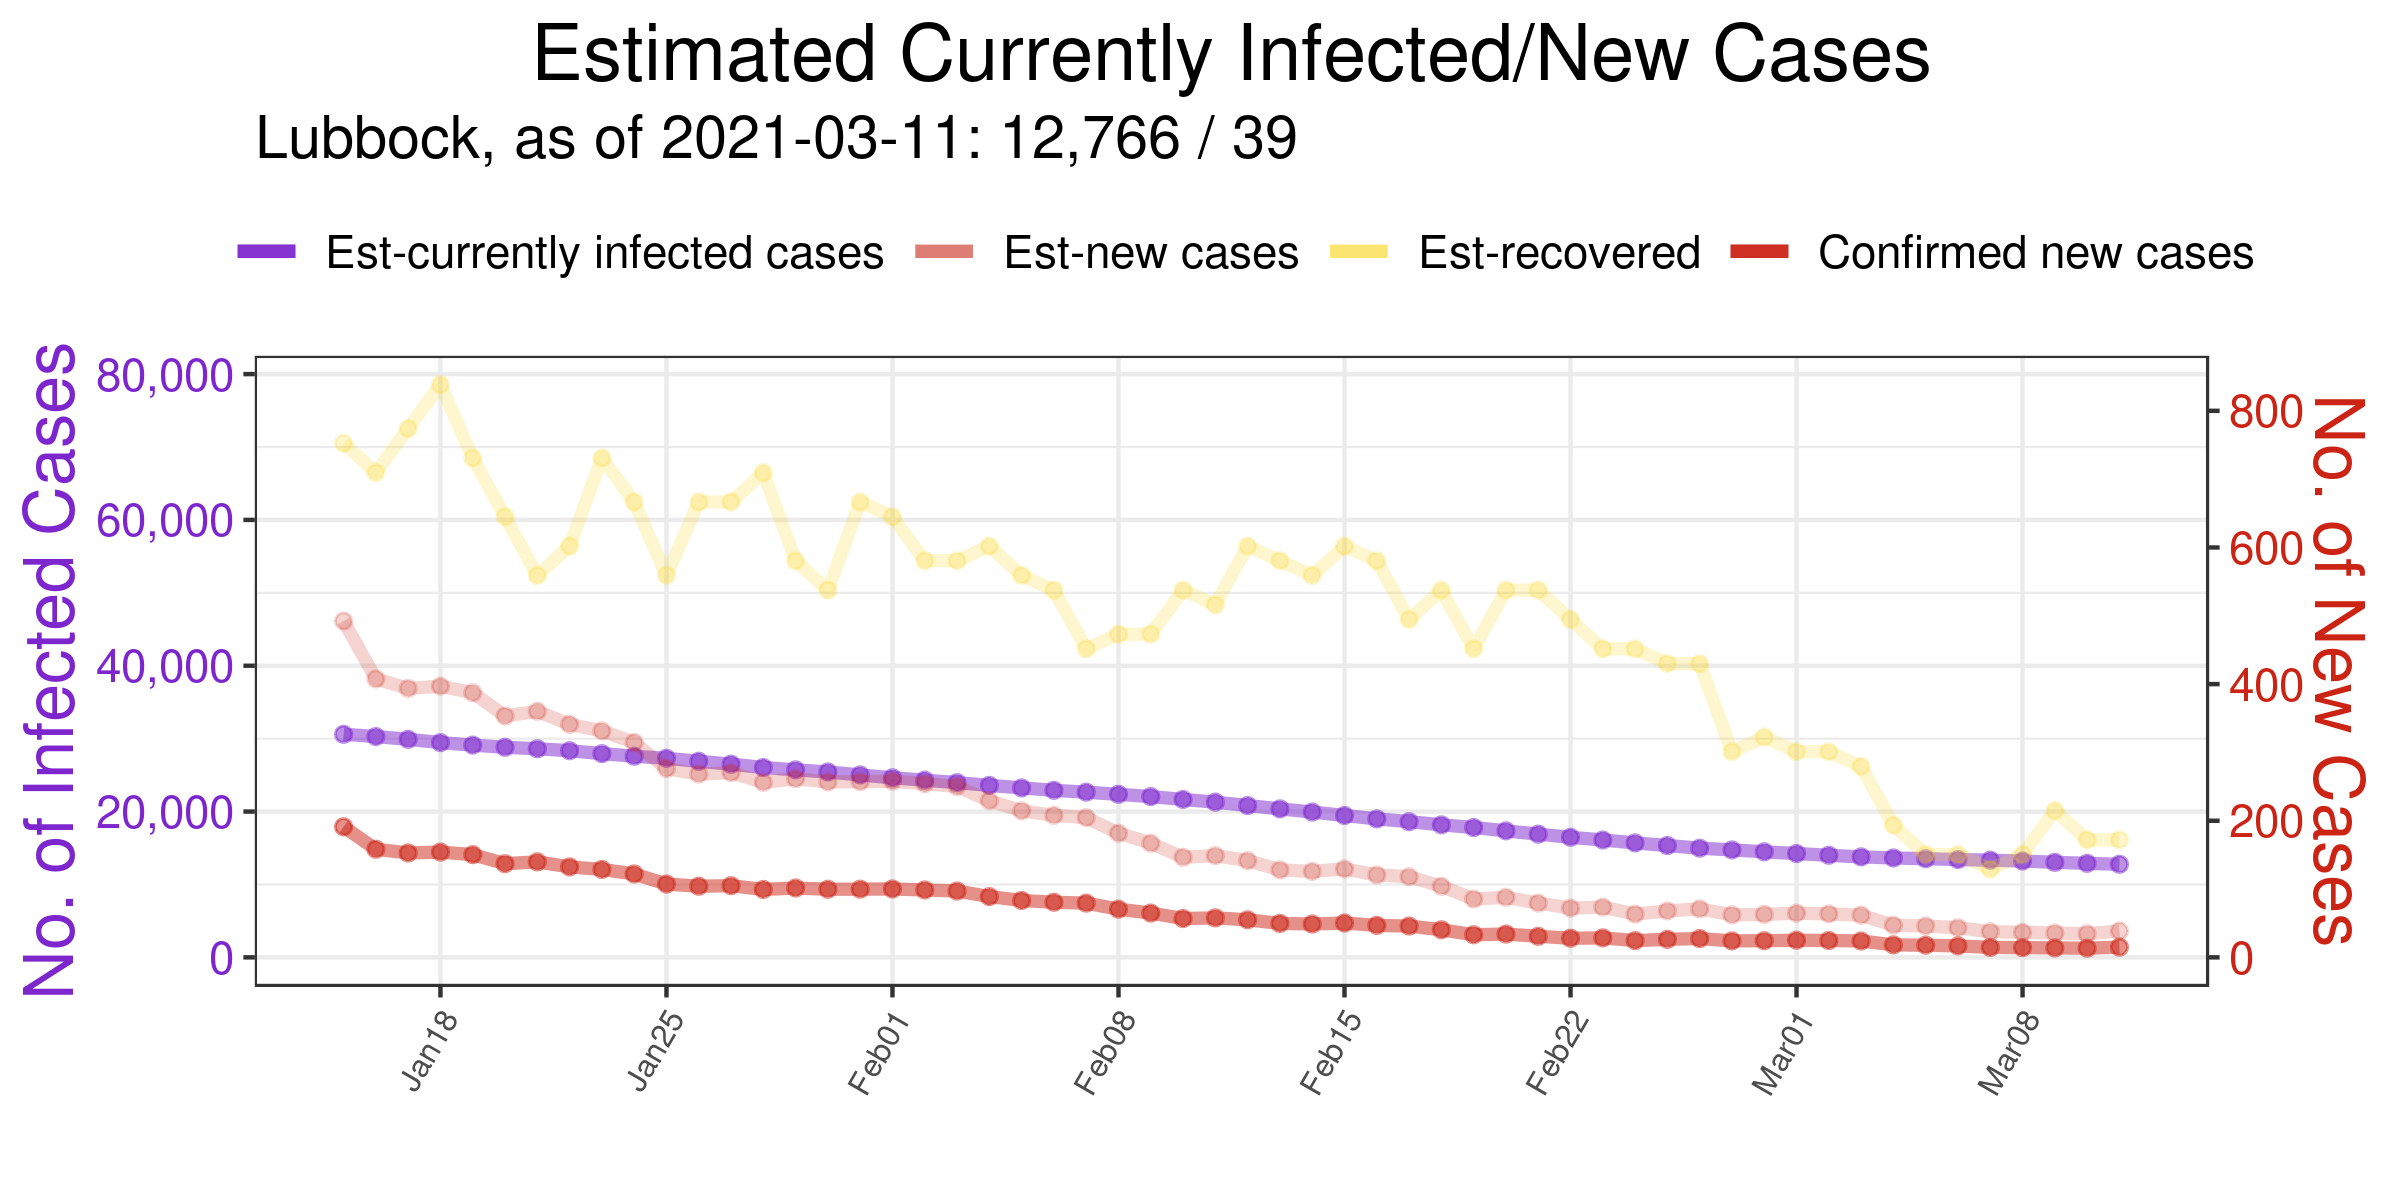 Estimated Currently Infected/New Cases
Lubbock, as of 2021-03-11: 12,766 / 39
Est-currently infected cases Est-new cases Est-recovered Confirmed new cases
No. of Infected Cases
80,000
60,000
40,000
20,000
0
800
600
400
200
0
No. of New Cases
Jan18 Jan25 Feb01 Feb08 Feb15 Feb22 Mar01 Mar08